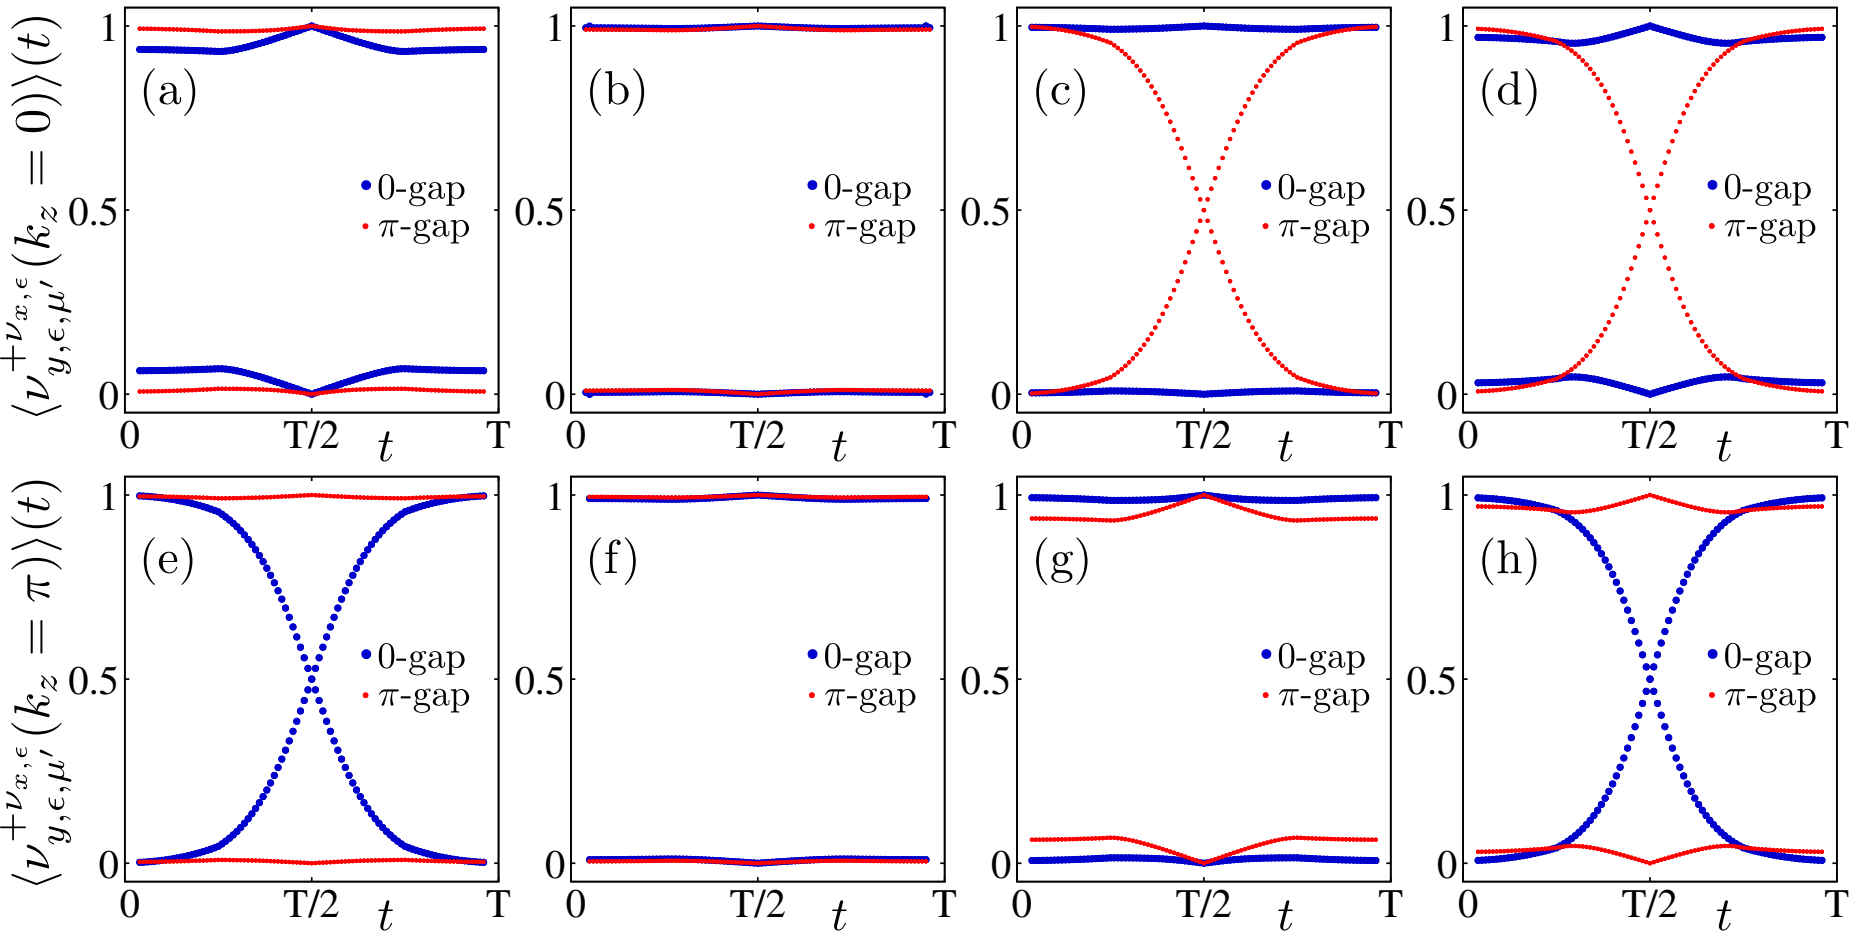 ⟨ν^{+ν_{x,ϵ}}_{y,ϵ,μ′}(k_z = 0)⟩(t)
1
0.5
0
(a)
0-gap
π-gap
0
T/2
t
T
1
0.5
0
(b)
0-gap
π-gap
0
T/2
t
T
1
0.5
0
(c)
0-gap
π-gap
0
T/2
t
T
1
0.5
0
(d)
0-gap
π-gap
0
T/2
t
T
⟨ν^{+ν_{x,ϵ}}_{y,ϵ,μ′}(k_z = π)⟩(t)
1
0.5
0
(e)
0-gap
π-gap
0
T/2
t
T
1
0.5
0
(f)
0-gap
π-gap
0
T/2
t
T
1
0.5
0
(g)
0-gap
π-gap
0
T/2
t
T
1
0.5
0
(h)
0-gap
π-gap
0
T/2
t
T